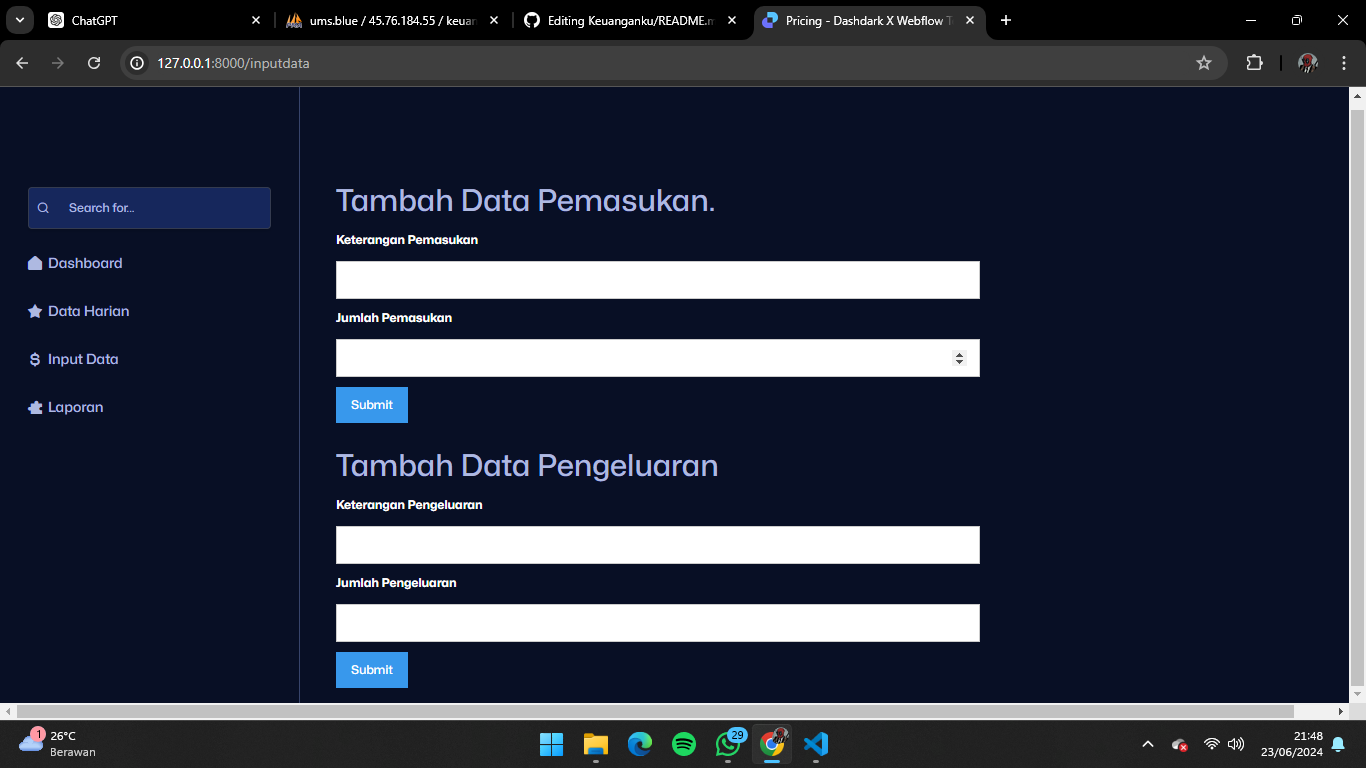 ChatGPT
ums.blue / 45.76.184.55 / keuan
Editing Keuanganku/README.m
Pricing - Dashdark X Webflow Te
127.0.0.1:8000/inputdata
Search for...
Dashboard
Data Harian
Input Data
Laporan
Tambah Data Pemasukan.
Keterangan Pemasukan
Jumlah Pemasukan
Submit
Tambah Data Pengeluaran
Keterangan Pengeluaran
Jumlah Pengeluaran
Submit
1
26°C
Berawan
29
21:48
23/06/2024